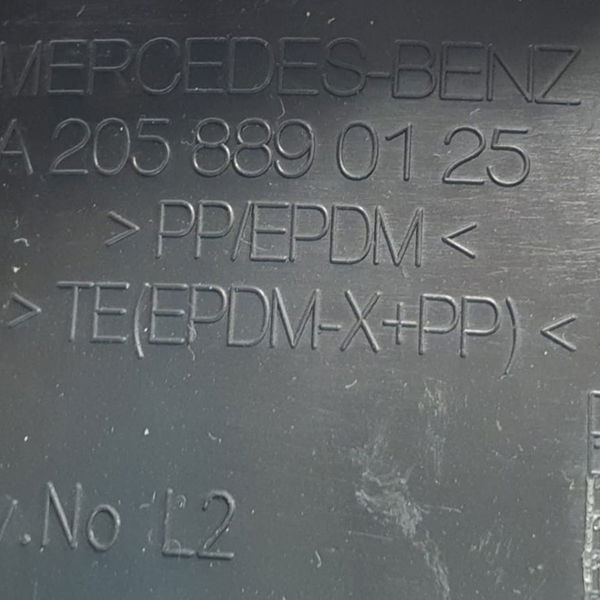 MERCEDES-BENZ
A 205 889 01 25
> PP/EPDM <
> TE(EPDM-X+PP) <
.No L2